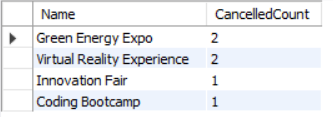 Name CancelledCount
Green Energy Expo 2
Virtual Reality Experience 2
Innovation Fair 1
Coding Bootcamp 1